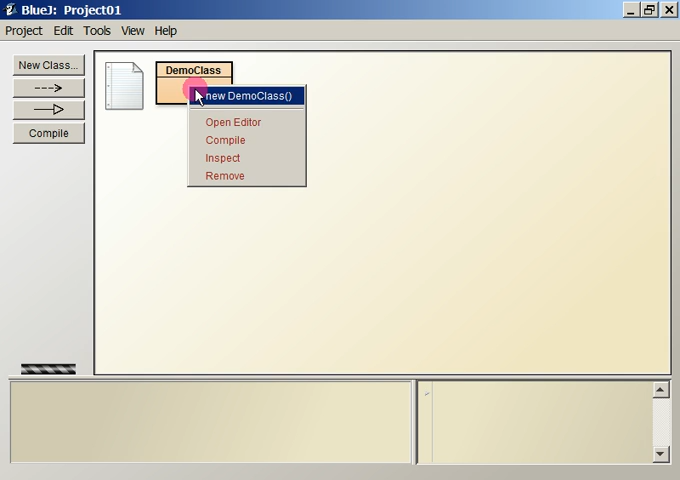 BlueJ: Project01
Project Edit Tools View Help
New Class...
Compile
DemoClass
new DemoClass()
Open Editor
Compile
Inspect
Remove